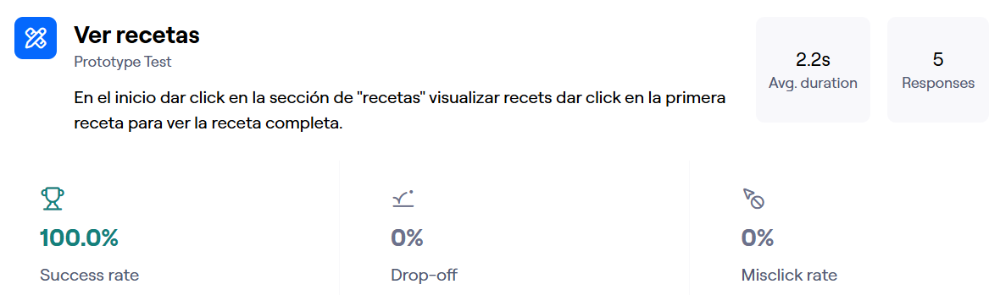 Ver recetas
Prototype Test
En el inicio dar click en la sección de "recetas" visualizar recets dar click en la primera
receta para ver la receta completa.
2.2s
Avg. duration
5
Responses
100.0%
Success rate
0%
Drop-off
0%
Misclick rate